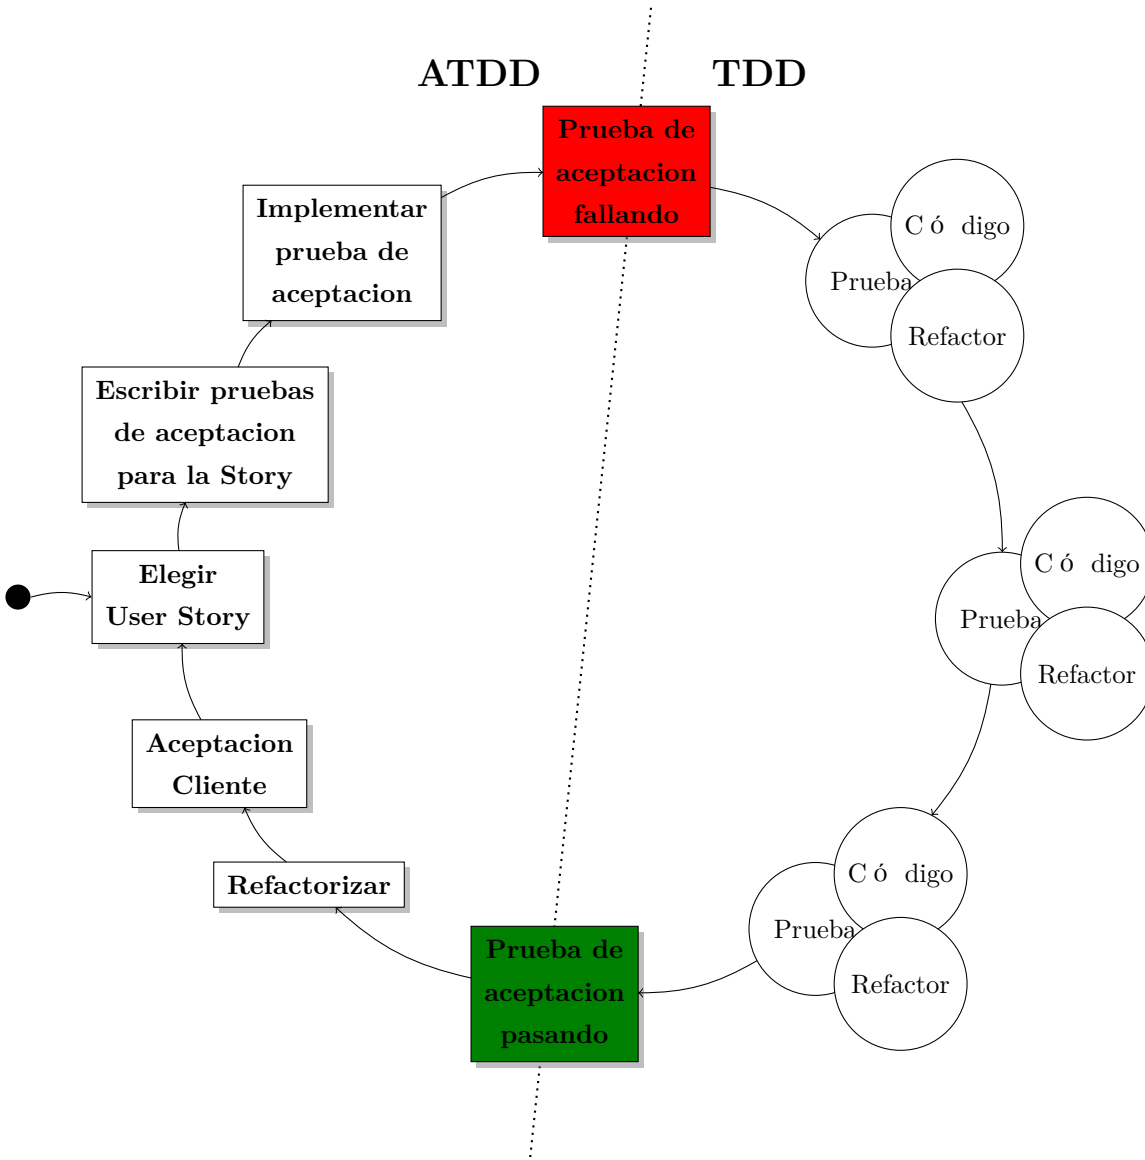 ATDD
TDD
Prueba de
aceptacion
fallando
Implementar
prueba de
aceptacion
Escribir pruebas
de aceptacion
para la Story
Elegir
User Story
Aceptacion
Cliente
Refactorizar
Prueba de
aceptacion
pasando
C ó digo
Prueba
Refactor
C ó digo
Prueba
Refactor
C ó digo
Prueba
Refactor